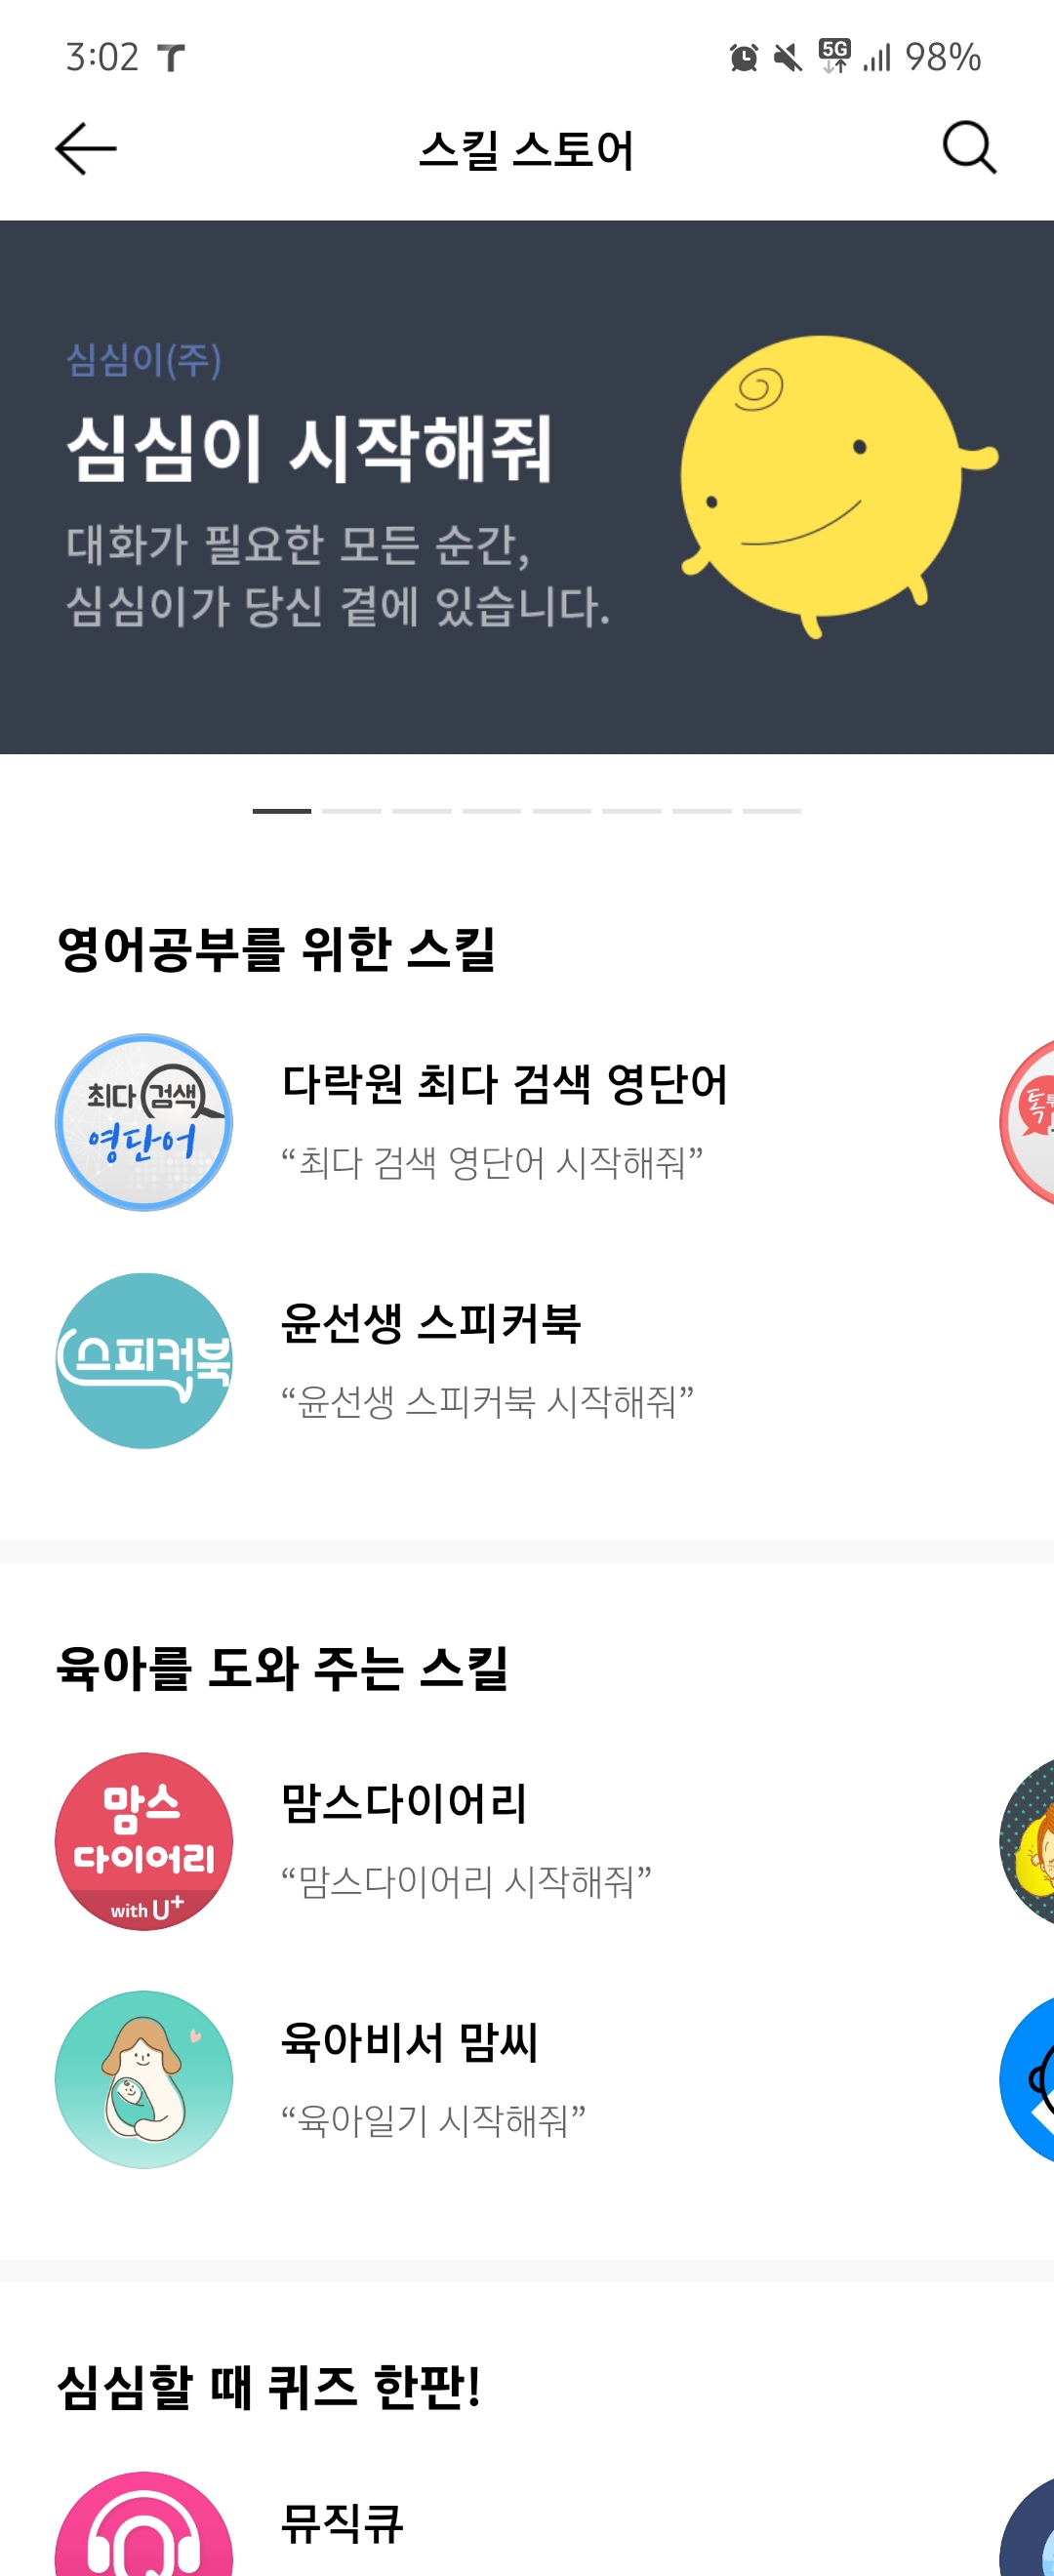 3:02
5G
98%
스킬 스토어
심심이(주)
심심이 시작해줘
대화가 필요한 모든 순간,
심심이가 당신 곁에 있습니다.
영어공부를 위한 스킬
최다 검색
영단어
다락원 최다 검색 영단어
“최다 검색 영단어 시작해줘”
톡
스피커북
윤선생 스피커북
“윤선생 스피커북 시작해줘”
육아를 도와 주는 스킬
맘스
다이어리
with U+
맘스다이어리
“맘스다이어리 시작해줘”
육아비서 맘씨
“육아일기 시작해줘”
심심할 때 퀴즈 한판!
뮤직큐